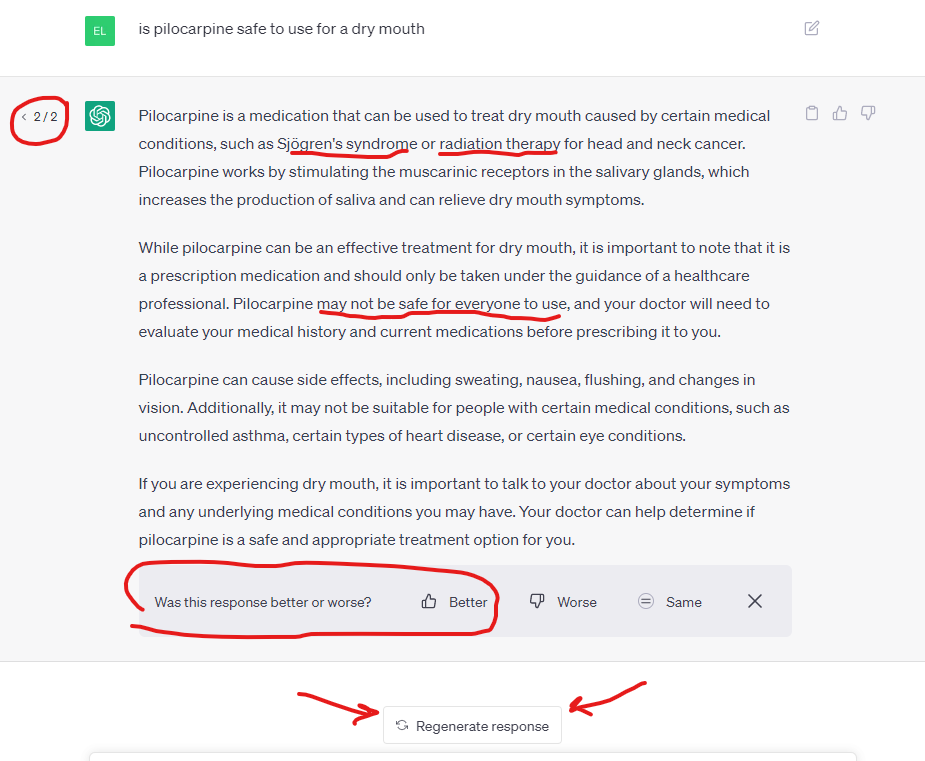 EL
is pilocarpine safe to use for a dry mouth
< 2 / 2
Pilocarpine is a medication that can be used to treat dry mouth caused by certain medical
conditions, such as Sjögren's syndrome or radiation therapy for head and neck cancer.
Pilocarpine works by stimulating the muscarinic receptors in the salivary glands, which
increases the production of saliva and can relieve dry mouth symptoms.
While pilocarpine can be an effective treatment for dry mouth, it is important to note that it is
a prescription medication and should only be taken under the guidance of a healthcare
professional. Pilocarpine may not be safe for everyone to use, and your doctor will need to
evaluate your medical history and current medications before prescribing it to you.
Pilocarpine can cause side effects, including sweating, nausea, flushing, and changes in
vision. Additionally, it may not be suitable for people with certain medical conditions, such as
uncontrolled asthma, certain types of heart disease, or certain eye conditions.
If you are experiencing dry mouth, it is important to talk to your doctor about your symptoms
and any underlying medical conditions you may have. Your doctor can help determine if
pilocarpine is a safe and appropriate treatment option for you.
Was this response better or worse? Better Worse Same
Regenerate response